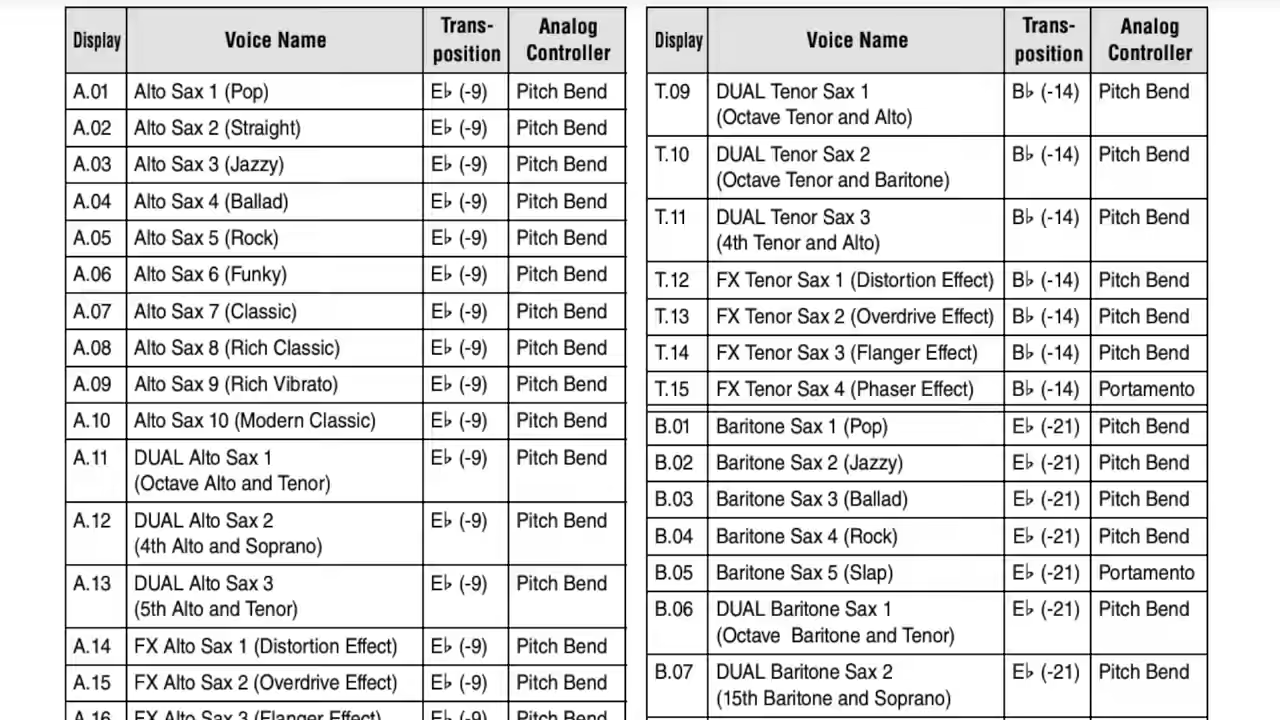 Display Voice Name Trans-position Analog Controller
A.01 Alto Sax 1 (Pop) E♭ (-9) Pitch Bend
A.02 Alto Sax 2 (Straight) E♭ (-9) Pitch Bend
A.03 Alto Sax 3 (Jazzy) E♭ (-9) Pitch Bend
A.04 Alto Sax 4 (Ballad) E♭ (-9) Pitch Bend
A.05 Alto Sax 5 (Rock) E♭ (-9) Pitch Bend
A.06 Alto Sax 6 (Funky) E♭ (-9) Pitch Bend
A.07 Alto Sax 7 (Classic) E♭ (-9) Pitch Bend
A.08 Alto Sax 8 (Rich Classic) E♭ (-9) Pitch Bend
A.09 Alto Sax 9 (Rich Vibrato) E♭ (-9) Pitch Bend
A.10 Alto Sax 10 (Modern Classic) E♭ (-9) Pitch Bend
A.11 DUAL Alto Sax 1 E♭ (-9) Pitch Bend
(Octave Alto and Tenor)
A.12 DUAL Alto Sax 2 E♭ (-9) Pitch Bend
(4th Alto and Soprano)
A.13 DUAL Alto Sax 3 E♭ (-9) Pitch Bend
(5th Alto and Tenor)
A.14 FX Alto Sax 1 (Distortion Effect) E♭ (-9) Pitch Bend
A.15 FX Alto Sax 2 (Overdrive Effect) E♭ (-9) Pitch Bend
A.16 FX Alto Sax 3 (Flanger Effect) E♭ (-9) Pitch Bend
Display Voice Name Trans-position Analog Controller
T.09 DUAL Tenor Sax 1 B♭ (-14) Pitch Bend
(Octave Tenor and Alto)
T.10 DUAL Tenor Sax 2 B♭ (-14) Pitch Bend
(Octave Tenor and Baritone)
T.11 DUAL Tenor Sax 3 B♭ (-14) Pitch Bend
(4th Tenor and Alto)
T.12 FX Tenor Sax 1 (Distortion Effect) B♭ (-14) Pitch Bend
T.13 FX Tenor Sax 2 (Overdrive Effect) B♭ (-14) Pitch Bend
T.14 FX Tenor Sax 3 (Flanger Effect) B♭ (-14) Pitch Bend
T.15 FX Tenor Sax 4 (Phaser Effect) B♭ (-14) Portamento
B.01 Baritone Sax 1 (Pop) E♭ (-21) Pitch Bend
B.02 Baritone Sax 2 (Jazzy) E♭ (-21) Pitch Bend
B.03 Baritone Sax 3 (Ballad) E♭ (-21) Pitch Bend
B.04 Baritone Sax 4 (Rock) E♭ (-21) Pitch Bend
B.05 Baritone Sax 5 (Slap) E♭ (-21) Portamento
B.06 DUAL Baritone Sax 1 E♭ (-21) Pitch Bend
(Octave Baritone and Tenor)
B.07 DUAL Baritone Sax 2 E♭ (-21) Pitch Bend
(15th Baritone and Soprano)